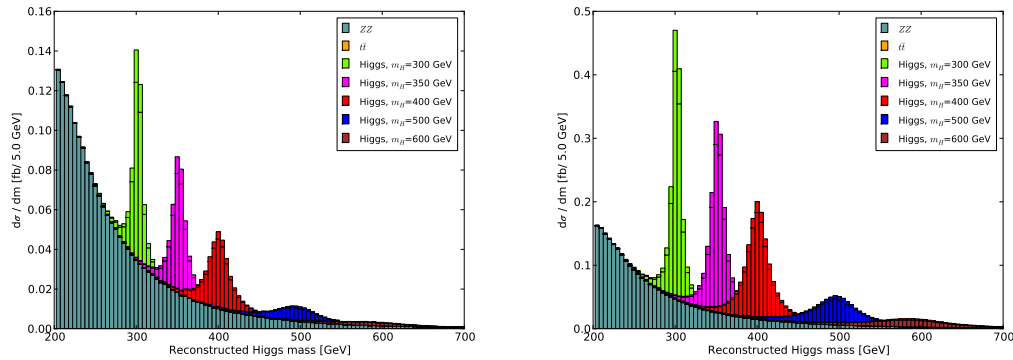 0.16
0.14
0.12
0.10
0.08
0.06
0.04
0.02
0.00
200 300 400 500 600 700
Reconstructed Higgs mass [GeV]
dσ / dm [fb/ 5.0 GeV]
ZZ
tt̄
Higgs, m_H=300 GeV
Higgs, m_H=350 GeV
Higgs, m_H=400 GeV
Higgs, m_H=500 GeV
Higgs, m_H=600 GeV
0.5
0.4
0.3
0.2
0.1
0.0
200 300 400 500 600 700
Reconstructed Higgs mass [GeV]
dσ / dm [fb/ 5.0 GeV]
ZZ
tt̄
Higgs, m_H=300 GeV
Higgs, m_H=350 GeV
Higgs, m_H=400 GeV
Higgs, m_H=500 GeV
Higgs, m_H=600 GeV